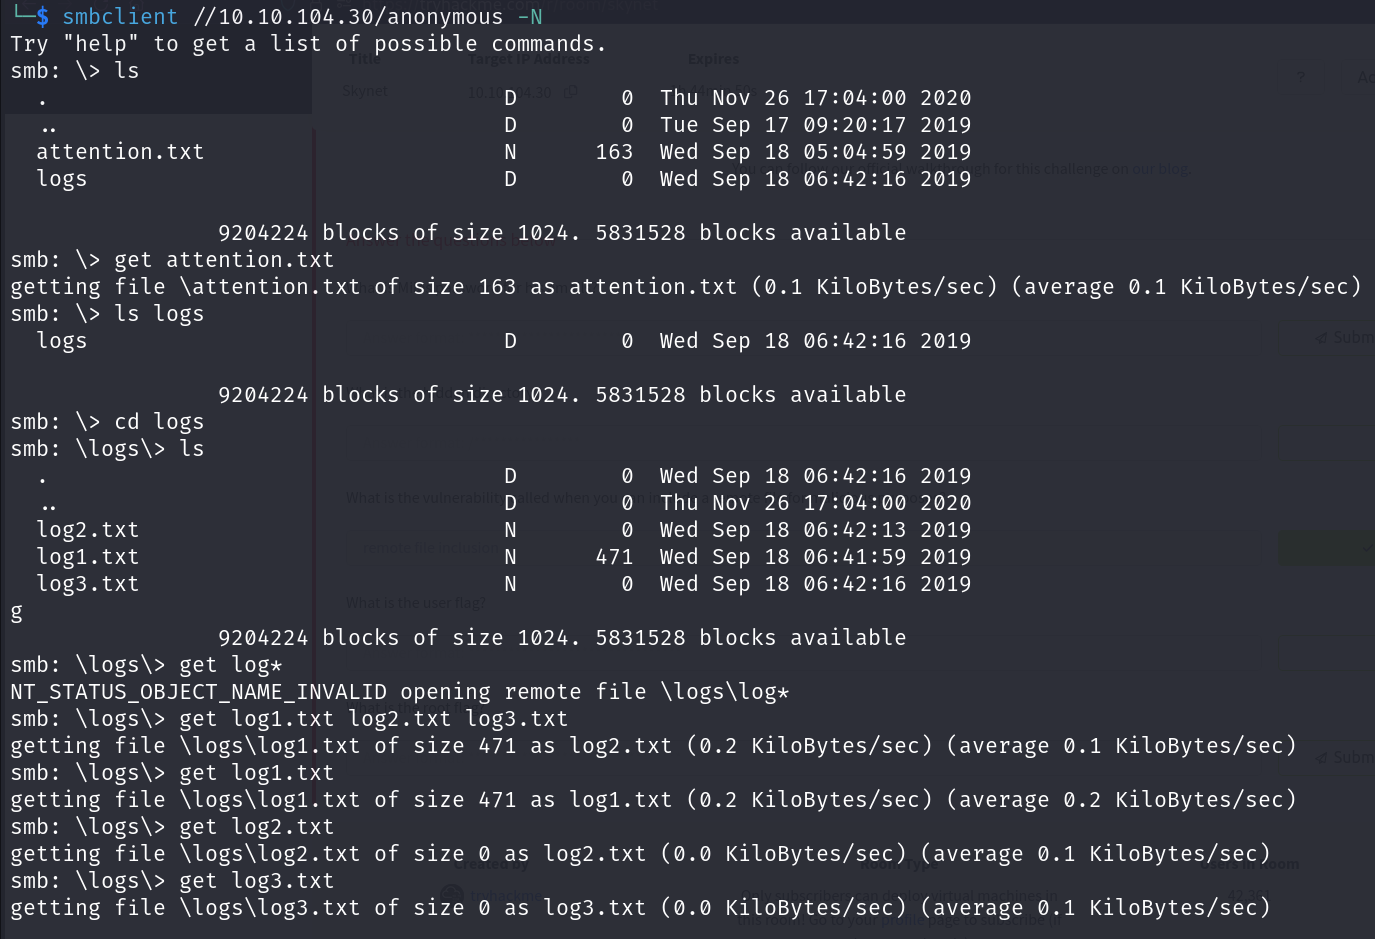 └─$ smbclient //10.10.104.30/anonymous -N
Try "help" to get a list of possible commands.
smb: \> ls
  .                                   D        0  Thu Nov 26 17:04:00 2020
  ..                                  D        0  Tue Sep 17 09:20:17 2019
  attention.txt                       N      163  Wed Sep 18 05:04:59 2019
  logs                                D        0  Wed Sep 18 06:42:16 2019
                9204224 blocks of size 1024. 5831528 blocks available
smb: \> get attention.txt
getting file \attention.txt of size 163 as attention.txt (0.1 KiloBytes/sec) (average 0.1 KiloBytes/sec)
smb: \> ls logs
  logs                                D        0  Wed Sep 18 06:42:16 2019
                9204224 blocks of size 1024. 5831528 blocks available
smb: \> cd logs
smb: \logs\> ls
  .                                   D        0  Wed Sep 18 06:42:16 2019
  ..                                  D        0  Thu Nov 26 17:04:00 2020
  log2.txt                            N        0  Wed Sep 18 06:42:13 2019
  log1.txt                            N      471  Wed Sep 18 06:41:59 2019
  log3.txt                            N        0  Wed Sep 18 06:42:16 2019
g
                9204224 blocks of size 1024. 5831528 blocks available
smb: \logs\> get log*
NT_STATUS_OBJECT_NAME_INVALID opening remote file \logs\log*
smb: \logs\> get log1.txt log2.txt log3.txt
getting file \logs\log1.txt of size 471 as log2.txt (0.2 KiloBytes/sec) (average 0.1 KiloBytes/sec)
smb: \logs\> get log1.txt
getting file \logs\log1.txt of size 471 as log1.txt (0.2 KiloBytes/sec) (average 0.2 KiloBytes/sec)
smb: \logs\> get log2.txt
getting file \logs\log2.txt of size 0 as log2.txt (0.0 KiloBytes/sec) (average 0.1 KiloBytes/sec)
smb: \logs\> get log3.txt
getting file \logs\log3.txt of size 0 as log3.txt (0.0 KiloBytes/sec) (average 0.1 KiloBytes/sec)
Title
Target IP Address
Expires
Skynet
What is the user flag?